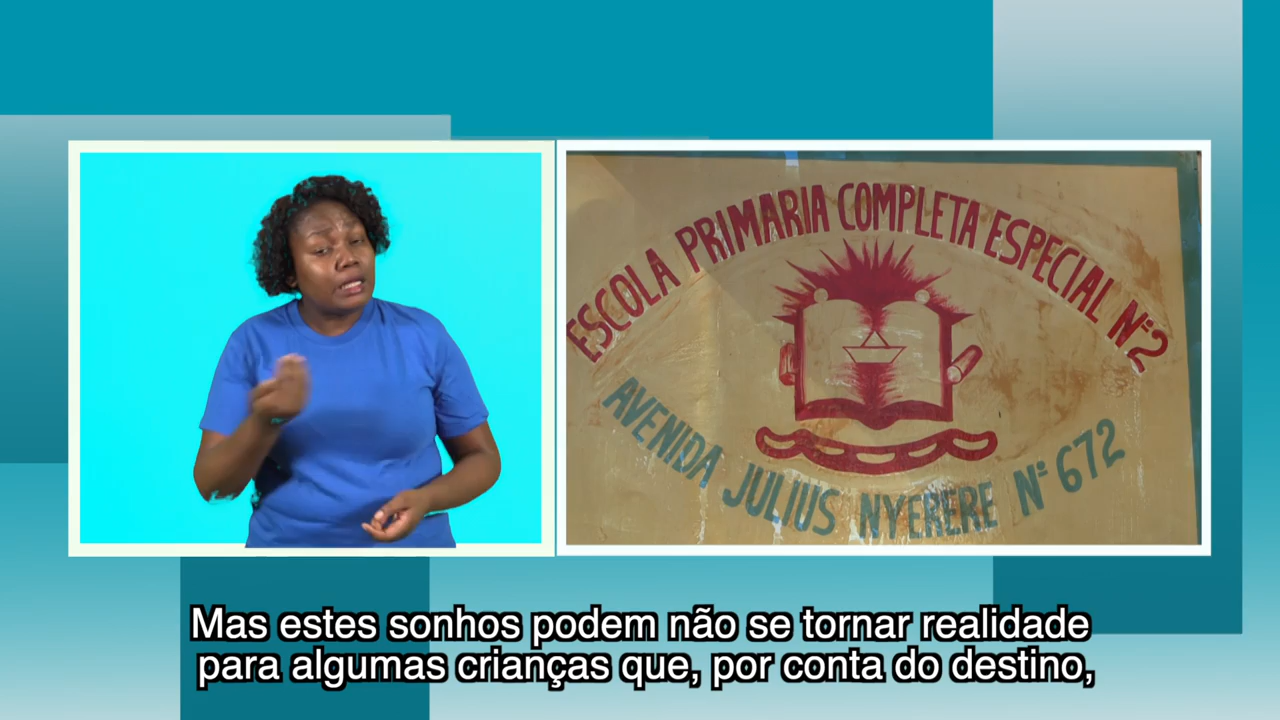 ESCOLA PRIMARIA COMPLETA ESPECIAL Nº2
AVENIDA JULIUS NYERERE Nº 672
Mas estes sonhos podem não se tornar realidade
para algumas crianças que, por conta do destino,